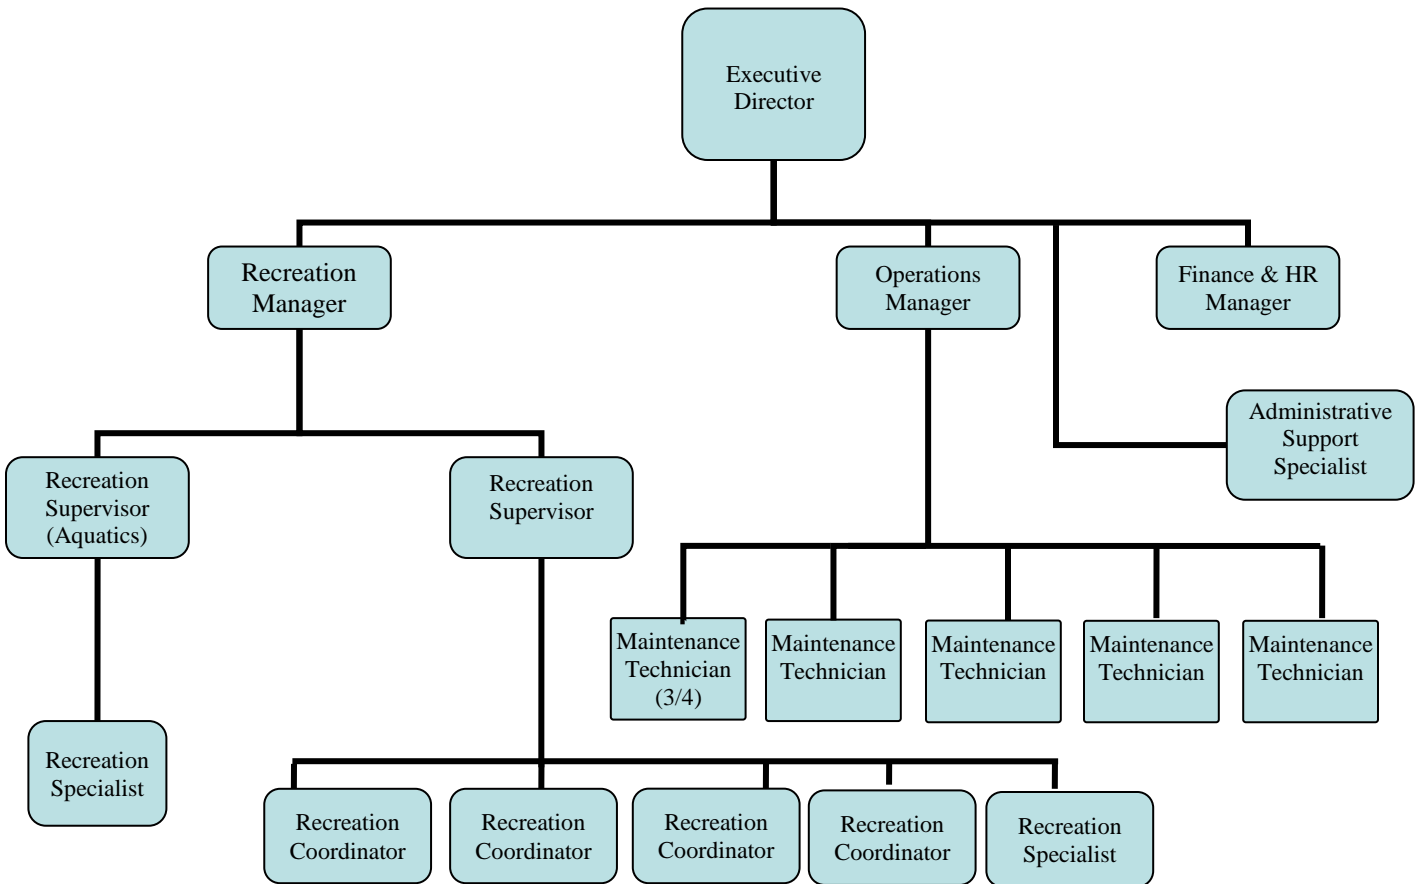 Executive
Director
Recreation
Manager
Operations
Manager
Finance & HR
Manager
Administrative
Support
Specialist
Recreation
Supervisor
(Aquatics)
Recreation
Supervisor
Maintenance
Technician
(3/4)
Maintenance
Technician
Maintenance
Technician
Maintenance
Technician
Maintenance
Technician
Recreation
Specialist
Recreation
Coordinator
Recreation
Coordinator
Recreation
Coordinator
Recreation
Coordinator
Recreation
Specialist